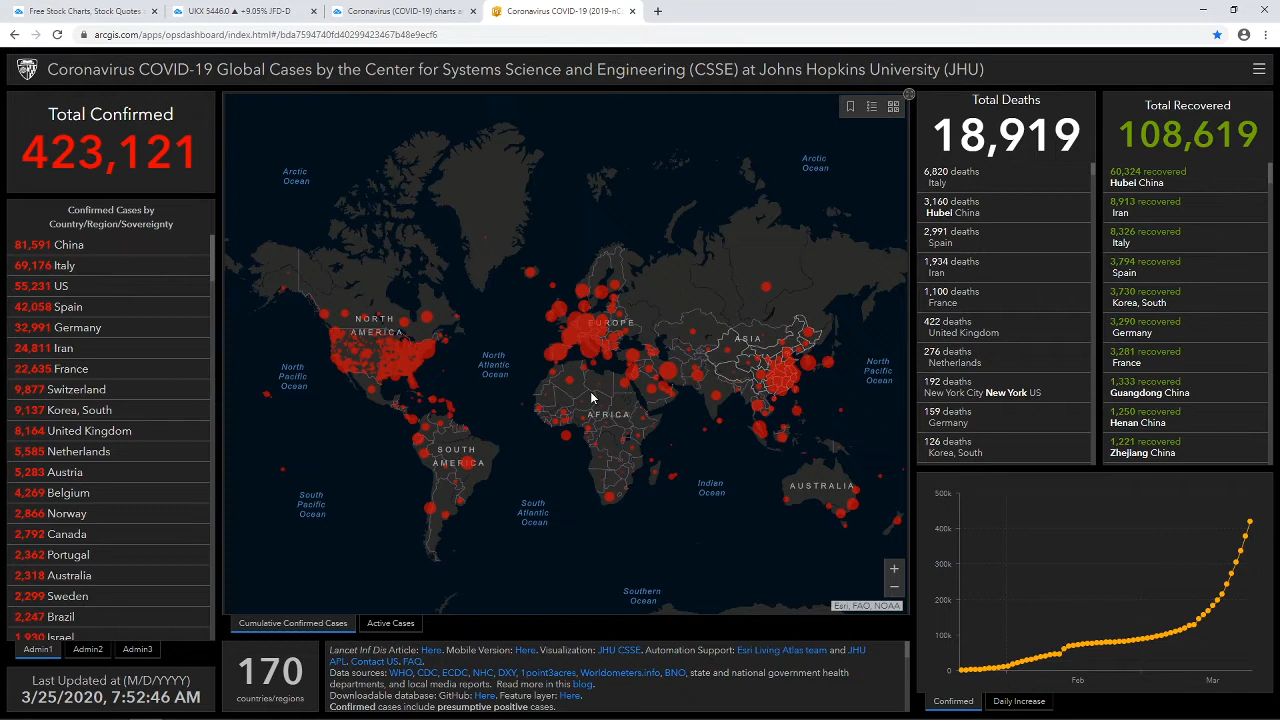 Free Stock Charts, Stock Quotes
UKX 5446.0 ▲ +9.05% JFD-D
Coronavirus (COVID-19) charts a
Coronavirus COVID-19 (2019-nC
arcgis.com/apps/opsdashboard/index.html#/bda7594740fd40299423467b48e9ecf6
Coronavirus COVID-19 Global Cases by the Center for Systems Science and Engineering (CSSE) at Johns Hopkins University (JHU)
Total Confirmed
423,121
Confirmed Cases by
Country/Region/Sovereignty
81,591 China
69,176 Italy
55,231 US
42,058 Spain
32,991 Germany
24,811 Iran
22,635 France
9,877 Switzerland
9,137 Korea, South
8,164 United Kingdom
5,585 Netherlands
5,283 Austria
4,269 Belgium
2,866 Norway
2,792 Canada
2,362 Portugal
2,318 Australia
2,299 Sweden
2,247 Brazil
1,930 Israel
Admin1
Admin2
Admin3
Last Updated at (M/D/YYYY)
3/25/2020, 7:52:46 AM
Arctic
Ocean
Arctic
Ocean
NORTH
AMERICA
EUROPE
ASIA
North
Pacific
Ocean
North
Atlantic
Ocean
North
Pacific
Ocean
AFRICA
SOUTH
AMERICA
AUSTRALIA
South
Pacific
Ocean
South
Atlantic
Ocean
Indian
Ocean
Southern
Ocean
+
−
Esri, FAO, NOAA
Cumulative Confirmed Cases
Active Cases
170
countries/regions
Lancet Inf Dis Article: Here. Mobile Version: Here. Visualization: JHU CSSE. Automation Support: Esri Living Atlas team and JHU
APL. Contact US. FAQ.
Data sources: WHO, CDC, ECDC, NHC, DXY, 1point3acres, Worldometers.info, BNO, state and national government health
departments, and local media reports. Read more in this blog.
Downloadable database: GitHub: Here. Feature layer: Here.
Confirmed cases include presumptive positive cases.
Total Deaths
18,919
6,820 deaths
Italy
3,160 deaths
Hubei China
2,991 deaths
Spain
1,934 deaths
Iran
1,100 deaths
France
422 deaths
United Kingdom
276 deaths
Netherlands
192 deaths
New York City New York US
159 deaths
Germany
126 deaths
Korea, South
Total Recovered
108,619
60,324 recovered
Hubei China
8,913 recovered
Iran
8,326 recovered
Italy
3,794 recovered
Spain
3,730 recovered
Korea, South
3,290 recovered
Germany
3,281 recovered
France
1,333 recovered
Guangdong China
1,250 recovered
Henan China
1,221 recovered
Zhejiang China
500k
400k
300k
200k
100k
0
Feb
Mar
Confirmed
Daily Increase